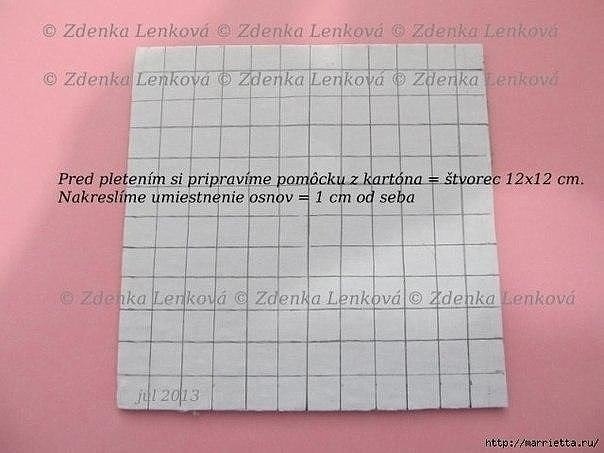 © Zdenka Lenková © Zdenka Lenková © Zdenka Lenková
© Zdenka Lenková © Zdenka Lenková © Zdenka Lenková
Pred pletením si pripravíme pomôcku z kartóna = štvorec 12x12 cm.
Nakreslíme umiestnenie osnov = 1 cm od seba
© Zdenka Lenková © Zdenka Lenková © Zdenka Lenková
jul 2013
http://marrietta.ru/